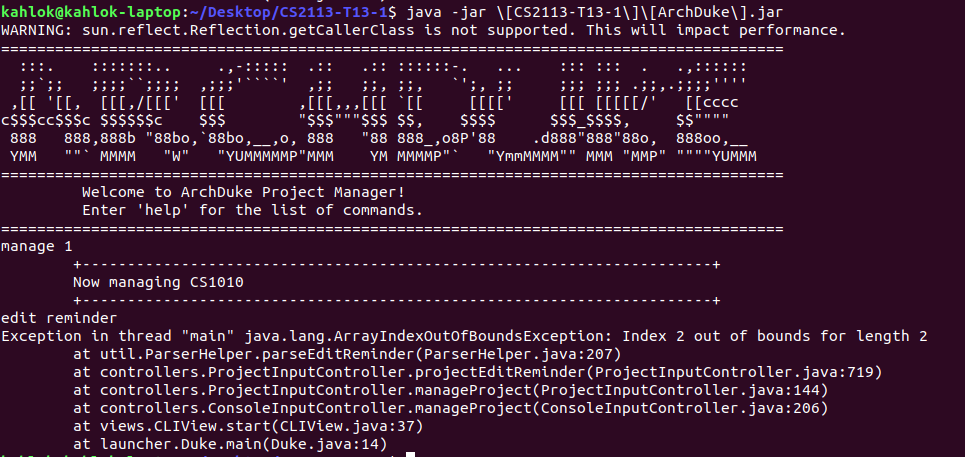 kahlok@kahlok-laptop:~/Desktop/CS2113-T13-1$ java -jar \[CS2113-T13-1\]\[ArchDuke\].jar
WARNING: sun.reflect.Reflection.getCallerClass is not supported. This will impact performance.
=======================================================================================
  :::.    :::::::..     .,-:::::  .::   .:: ::::::-.   ...    ::: :::  .   .,::::::
  ;;`;;   ;;;;``;;;;  ,;;;'````'  ,;;   ;;, ;;,   `';, ;;     ;;; ;;; .;;,.;;;;''''
 ,[[ '[[,  [[[,/[[['  [[[        ,[[[,,,[[[ `[[     [[[['     [[[ [[[[[/'   [[cccc
c$$$cc$$$c $$$$$$c    $$$        "$$$"""$$$ $$,    $$$$      $$$_$$$$,     $$""""
 888   888,888b "88bo,`88bo,__,o, 888   "88 888_,o8P'88    .d888"888"88o,  888oo,__
 YMM   ""` MMMM   "W"   "YUMMMMMP"MMM    YM MMMMP"`   "YmmMMMM"" MMM "MMP" """"YUMMM
=======================================================================================
Welcome to ArchDuke Project Manager!
Enter 'help' for the list of commands.
=======================================================================================
manage 1
+----------------------------------------------------------------------+
Now managing CS1010
+----------------------------------------------------------------------+
edit reminder
Exception in thread "main" java.lang.ArrayIndexOutOfBoundsException: Index 2 out of bounds for length 2
at util.ParserHelper.parseEditReminder(ParserHelper.java:207)
at controllers.ProjectInputController.projectEditReminder(ProjectInputController.java:719)
at controllers.ProjectInputController.manageProject(ProjectInputController.java:144)
at controllers.ConsoleInputController.manageProject(ConsoleInputController.java:206)
at views.CLIView.start(CLIView.java:37)
at launcher.Duke.main(Duke.java:14)